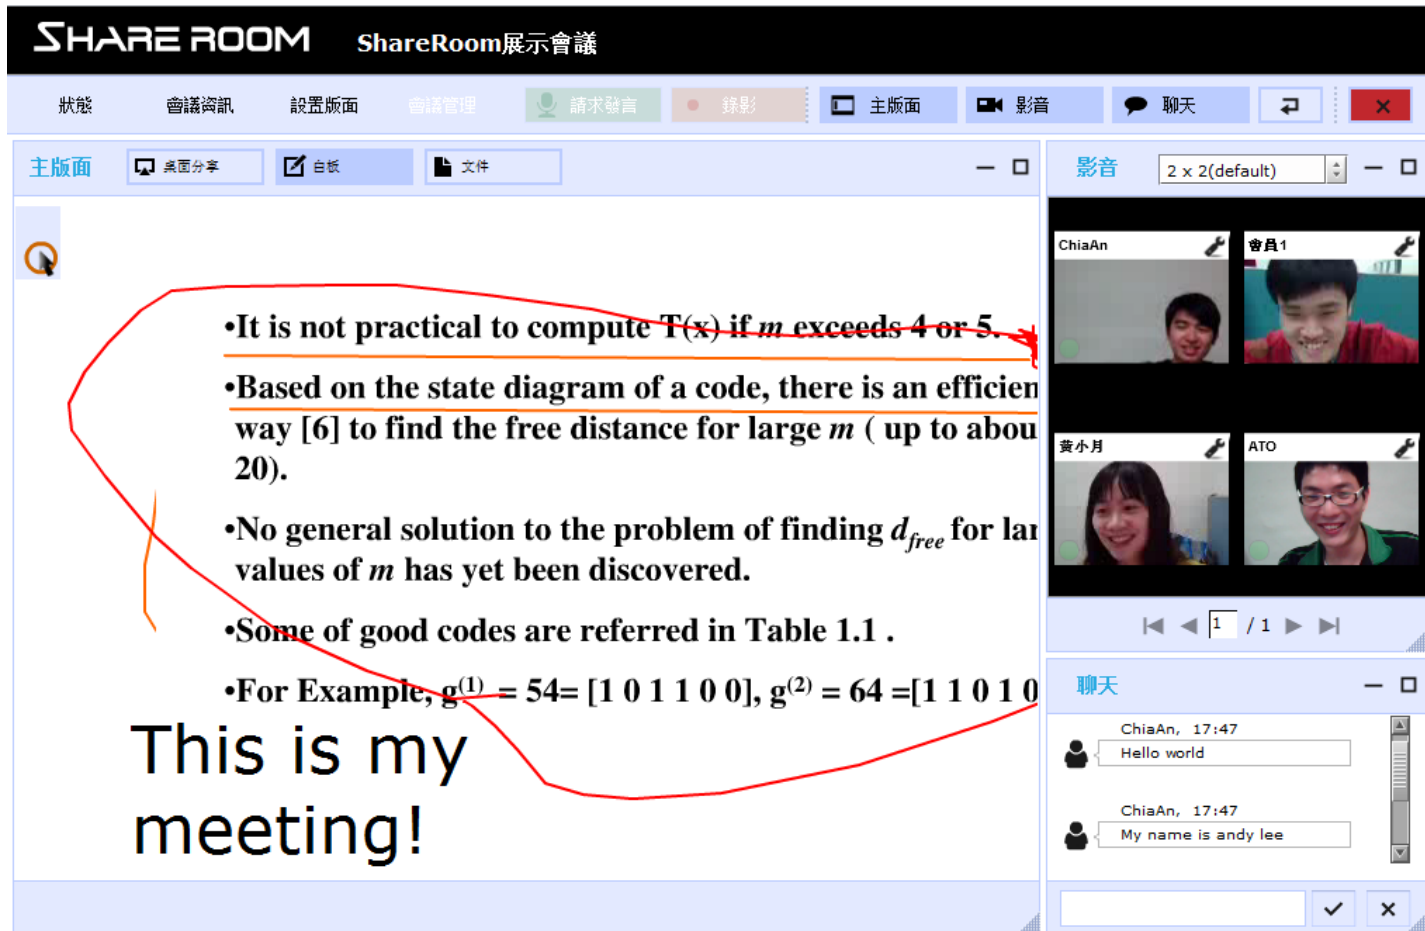 SHARE ROOM ShareRoom展示會議
狀態 會議資訊 設置版面 會議管理 請求發言 錄影 主版面 影音 聊天
主版面 桌面分享 白板 文件
影音 2 x 2(default)
ChiaAn 會員1
•It is not practical to compute T(x) if m exceeds 4 or 5.
•Based on the state diagram of a code, there is an efficien
way [6] to find the free distance for large m ( up to abou
20).
黃小月 ATO
•No general solution to the problem of finding dfree for lar
values of m has yet been discovered.
•Some of good codes are referred in Table 1.1 .
1 / 1
•For Example, g(1) = 54= [1 0 1 1 0 0], g(2) = 64 =[1 1 0 1 0
This is my
meeting!
聊天
ChiaAn, 17:47
Hello world
ChiaAn, 17:47
My name is andy lee